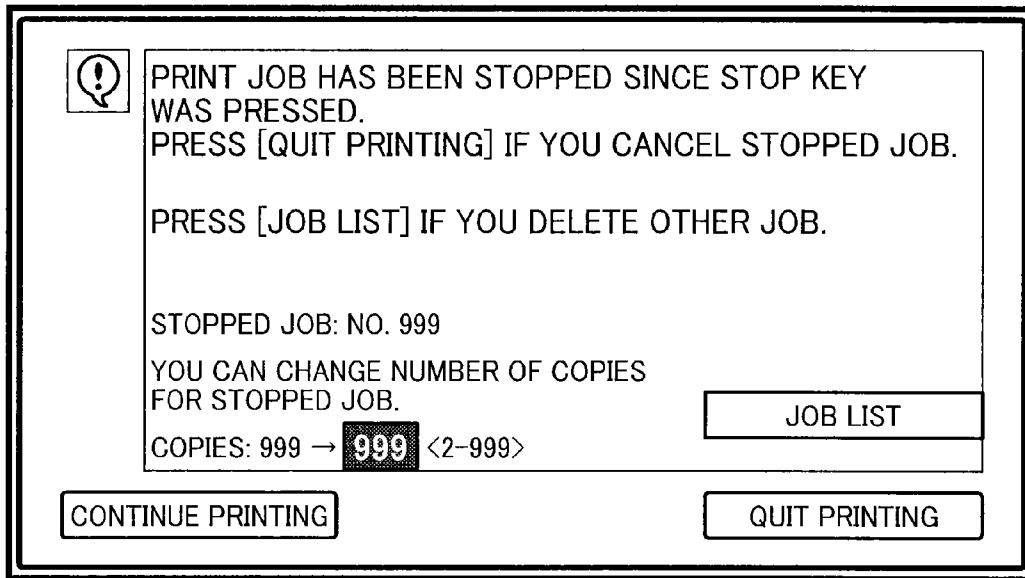 PRINT JOB HAS BEEN STOPPED SINCE STOP KEY
WAS PRESSED.
PRESS [QUIT PRINTING] IF YOU CANCEL STOPPED JOB.
PRESS [JOB LIST] IF YOU DELETE OTHER JOB.
STOPPED JOB: NO. 999
YOU CAN CHANGE NUMBER OF COPIES
FOR STOPPED JOB.
JOB LIST
COPIES: 999 → 999 <2-999>
CONTINUE PRINTING
QUIT PRINTING